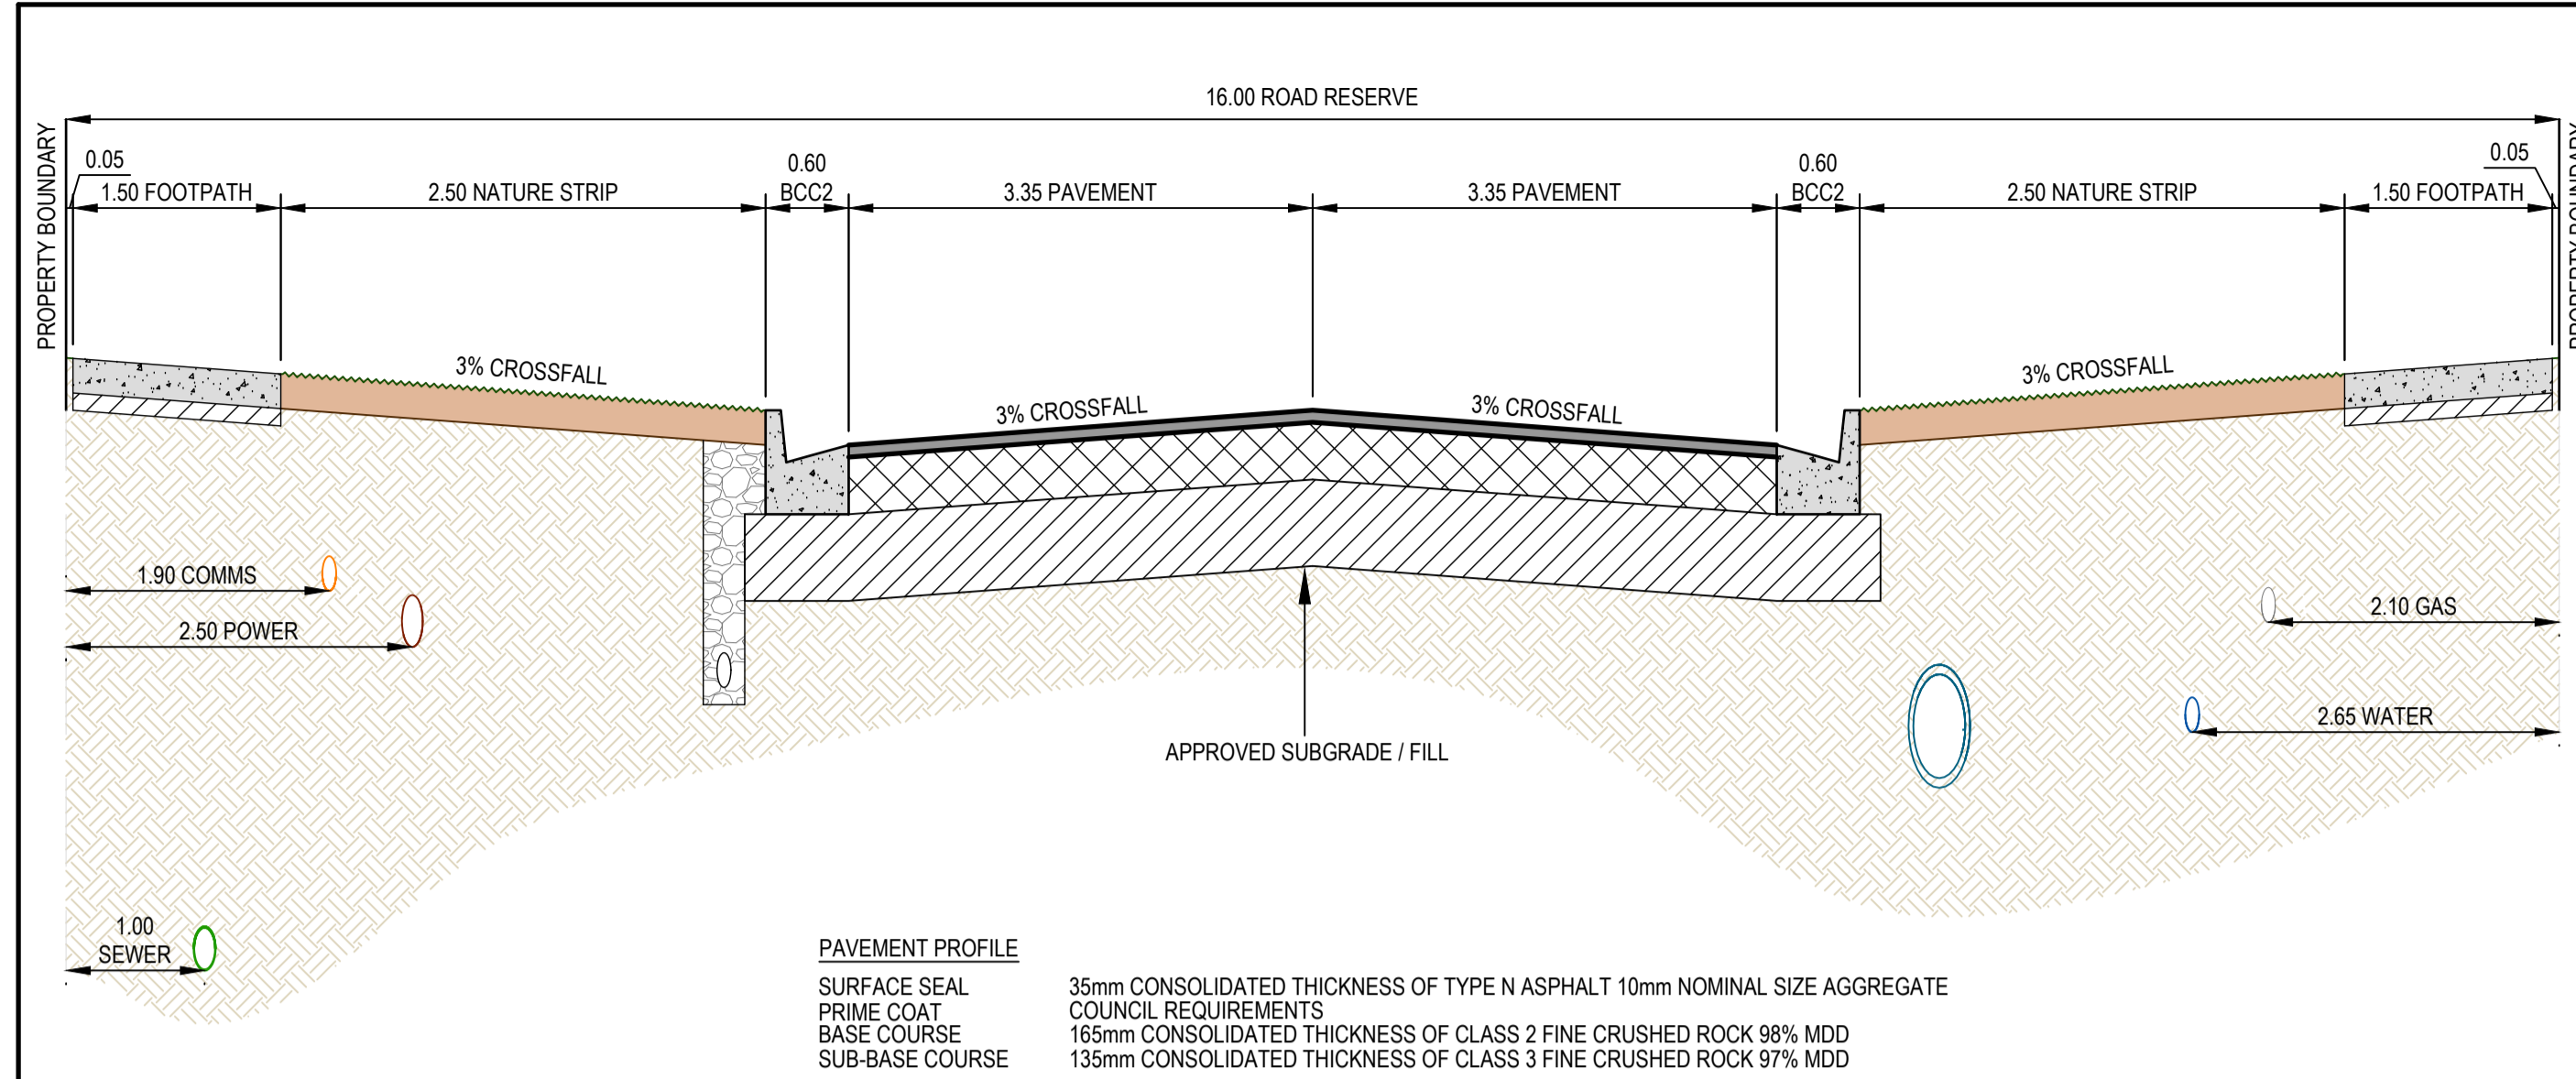 16.00 ROAD RESERVE
PROPERTY BOUNDARY
PROPERTY BOUNDARY
0.05
0.60
0.60
0.05
1.50 FOOTPATH
2.50 NATURE STRIP
BCC2
3.35 PAVEMENT
3.35 PAVEMENT
BCC2
2.50 NATURE STRIP
1.50 FOOTPATH
3% CROSSFALL
3% CROSSFALL
3% CROSSFALL
3% CROSSFALL
1.90 COMMS
2.50 POWER
2.10 GAS
2.65 WATER
APPROVED SUBGRADE / FILL
1.00
SEWER
PAVEMENT PROFILE
SURFACE SEAL 35mm CONSOLIDATED THICKNESS OF TYPE N ASPHALT 10mm NOMINAL SIZE AGGREGATE
PRIME COAT COUNCIL REQUIREMENTS
BASE COURSE 165mm CONSOLIDATED THICKNESS OF CLASS 2 FINE CRUSHED ROCK 98% MDD
SUB-BASE COURSE 135mm CONSOLIDATED THICKNESS OF CLASS 3 FINE CRUSHED ROCK 97% MDD